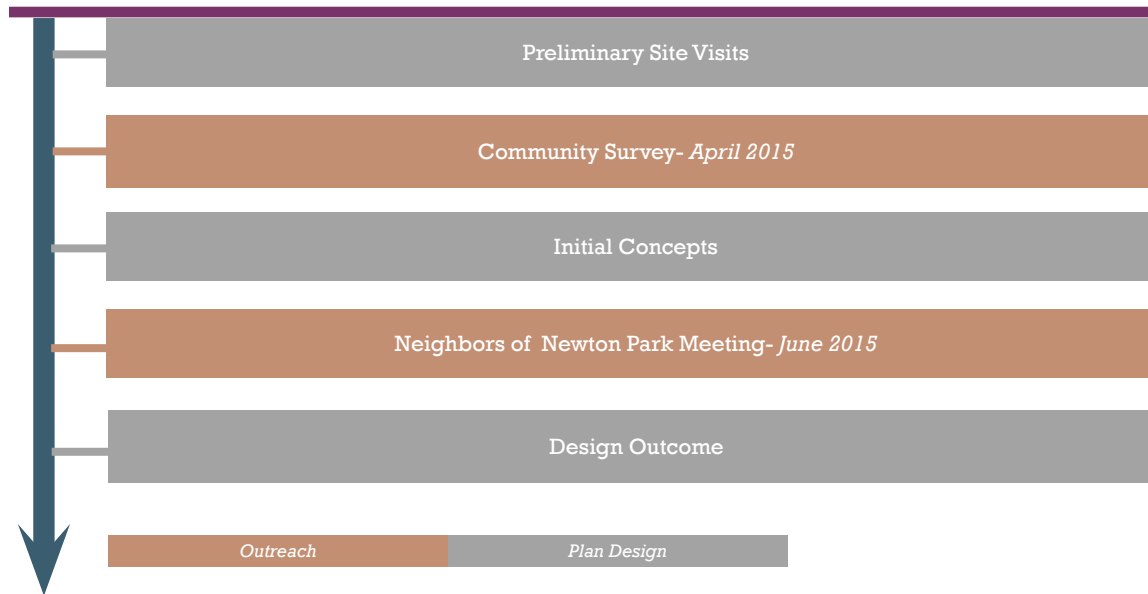 Preliminary Site Visits
Community Survey- April 2015
Initial Concepts
Neighbors of Newton Park Meeting- June 2015
Design Outcome
Outreach Plan Design